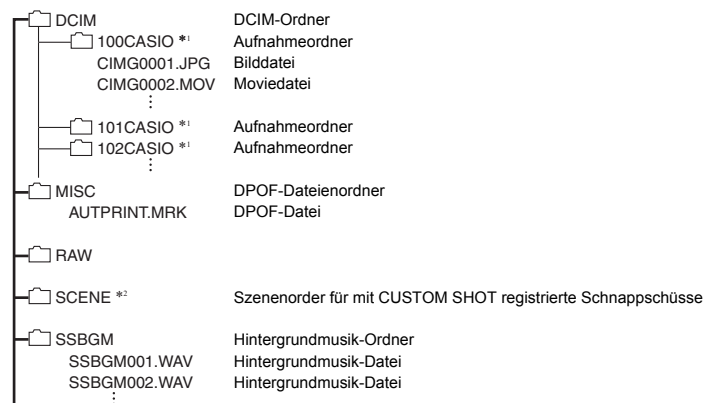 DCIM DCIM-Ordner
100CASIO *1 Aufnahmeordner
CIMG0001.JPG Bilddatei
CIMG0002.MOV Moviedatei
101CASIO *1 Aufnahmeordner
102CASIO *1 Aufnahmeordner
MISC DPOF-Dateienordner
AUTPRINT.MRK DPOF-Datei
RAW
SCENE *2 Szenenorder für mit CUSTOM SHOT registrierte Schnappschüsse
SSBGM Hintergrundmusik-Ordner
SSBGM001.WAV Hintergrundmusik-Datei
SSBGM002.WAV Hintergrundmusik-Datei